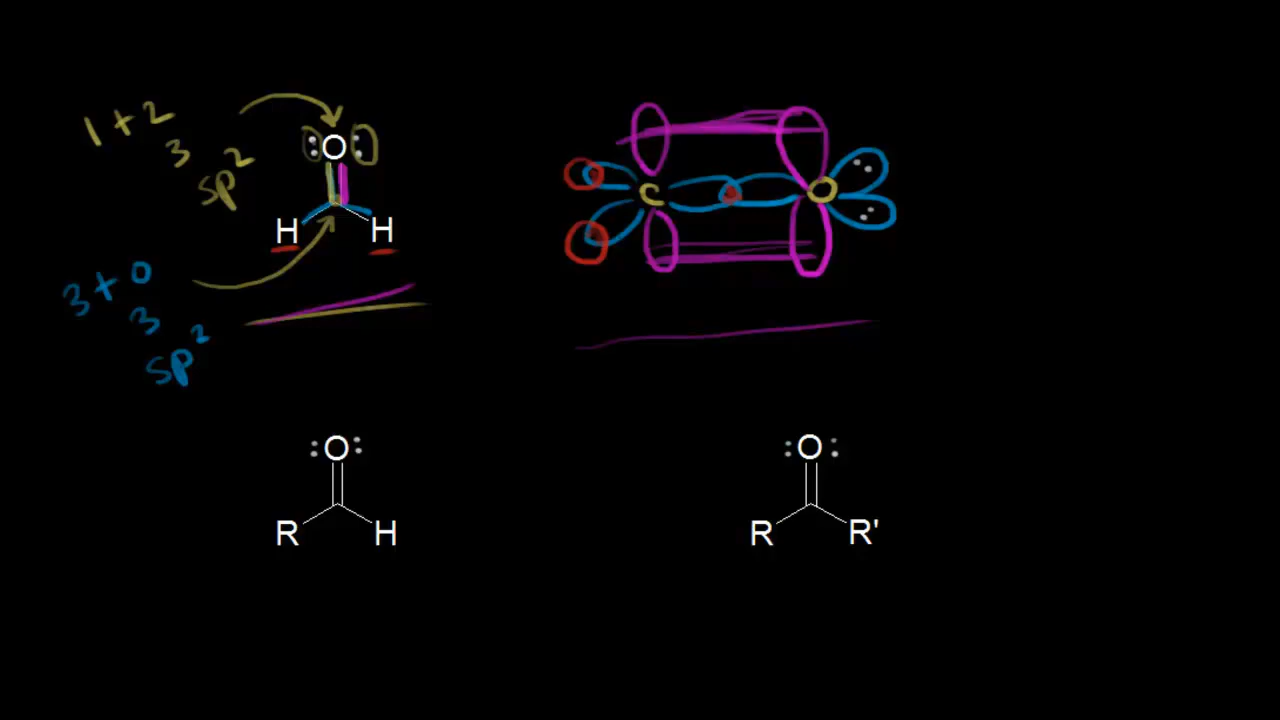 1 + 2
3
sp²
:O:
H H
3 + 0
3
sp²
C O:
:O:
R H
:O:
R R'